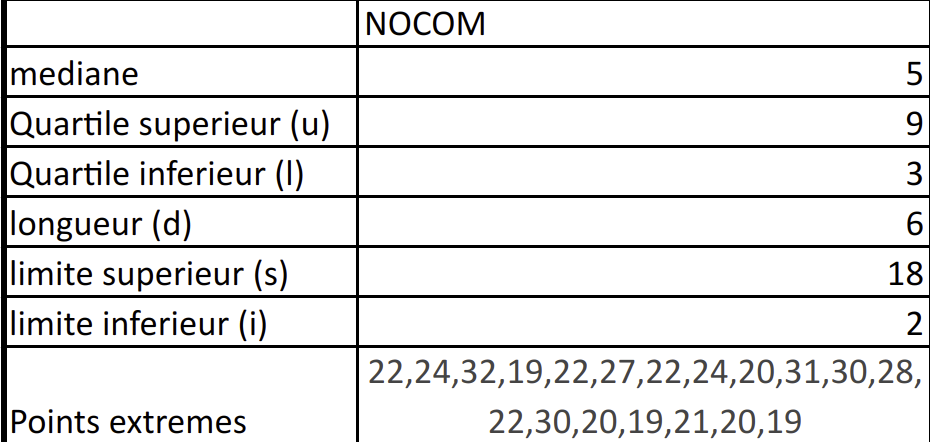 NOCOM
mediane 5
Quartile superieur (u) 9
Quartile inferieur (l) 3
longueur (d) 6
limite superieur (s) 18
limite inferieur (i) 2
Points extremes 22,24,32,19,22,27,22,24,20,31,30,28,
22,30,20,19,21,20,19